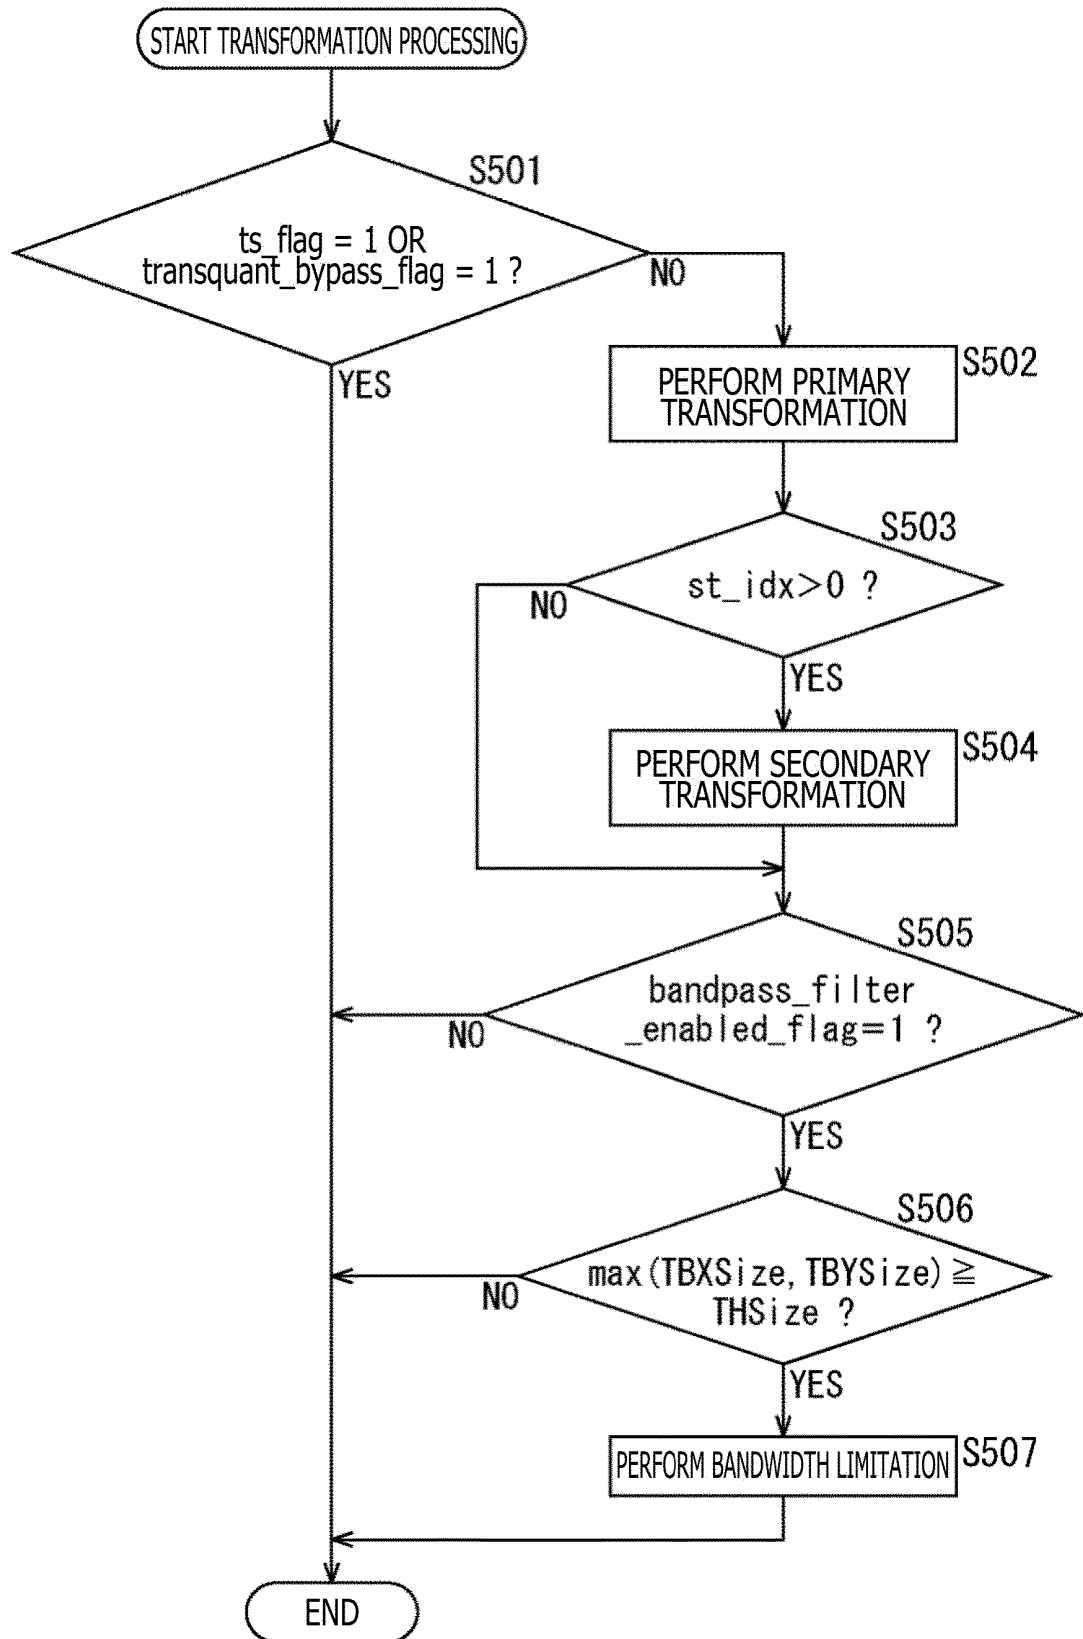 START TRANSFORMATION PROCESSING
S501
ts_flag = 1 OR
transquant_bypass_flag = 1 ?
NO
YES
S502
PERFORM PRIMARY
TRANSFORMATION
S503
st_idx>0 ?
NO
YES
S504
PERFORM SECONDARY
TRANSFORMATION
S505
bandpass_filter
_enabled_flag=1 ?
NO
YES
S506
max(TBXSize, TBYSize)≧
THSize ?
NO
YES
S507
PERFORM BANDWIDTH LIMITATION
END